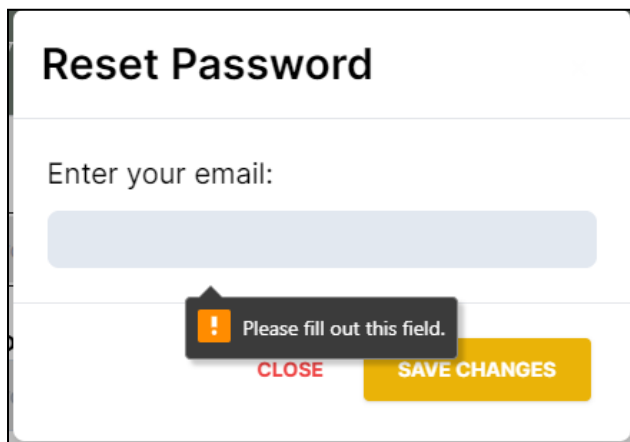 Reset Password
Enter your email:
Please fill out this field.
CLOSE
SAVE CHANGES